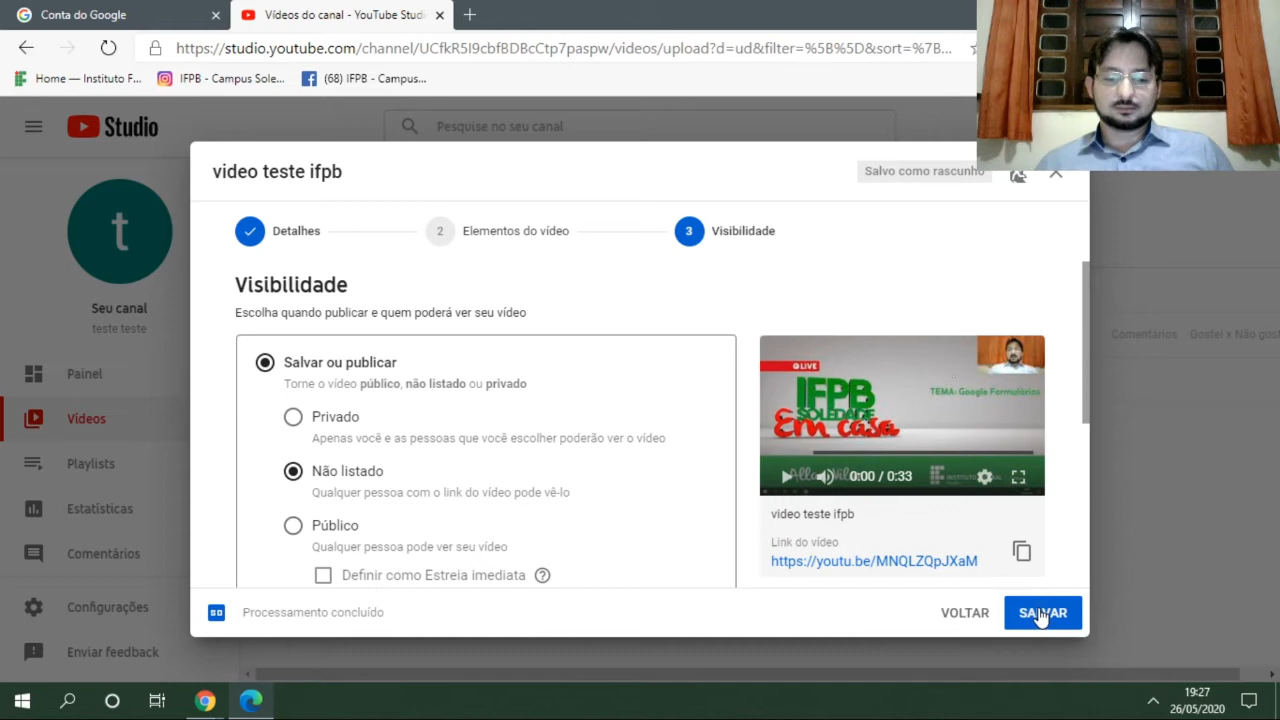 Conta do Google
Vídeos do canal - YouTube Stud
https://studio.youtube.com/channel/UCfkR5I9cbfBDBcCtp7paspw/videos/upload?d=ud&filter=%5B%5D&sort=%7B...
Home — Instituto F...
IFPB - Campus Sole...
(68) IFPB - Campus...
Studio
Pesquise no seu canal
video teste ifpb
Salvo como rascunho
t
Detalhes
2
Elementos do vídeo
3
Visibilidade
Visibilidade
Escolha quando publicar e quem poderá ver seu vídeo
Seu canal
teste teste
Painel
Vídeos
Playlists
Estatísticas
Comentários
Configurações
Enviar feedback
Comentários
Gostei x Não gost
Salvar ou publicar
Torne o vídeo público, não listado ou privado
Privado
Apenas você e as pessoas que você escolher poderão ver o vídeo
Não listado
Qualquer pessoa com o link do vídeo pode vê-lo
Público
Qualquer pessoa pode ver seu vídeo
Definir como Estreia imediata
LIVE
IFPB
SOLEDADE
Em casa
TEMA: Google Formulários
0:00 / 0:33
video teste ifpb
Link do vídeo
https://youtu.be/MNQLZQpJXaM
SD
Processamento concluído
VOLTAR
SALVAR
19:27
26/05/2020